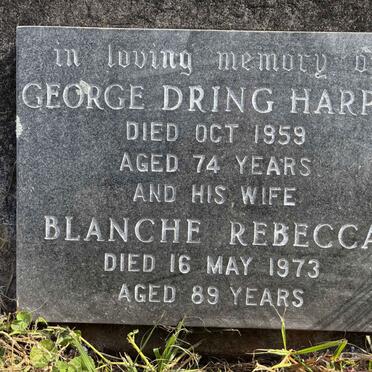 in loving memory o
GEORGE DRING HARP
DIED OCT 1959
AGED 74 YEARS
AND HIS WIFE
BLANCHE REBECCA
DIED 16 MAY 1973
AGED 89 YEARS